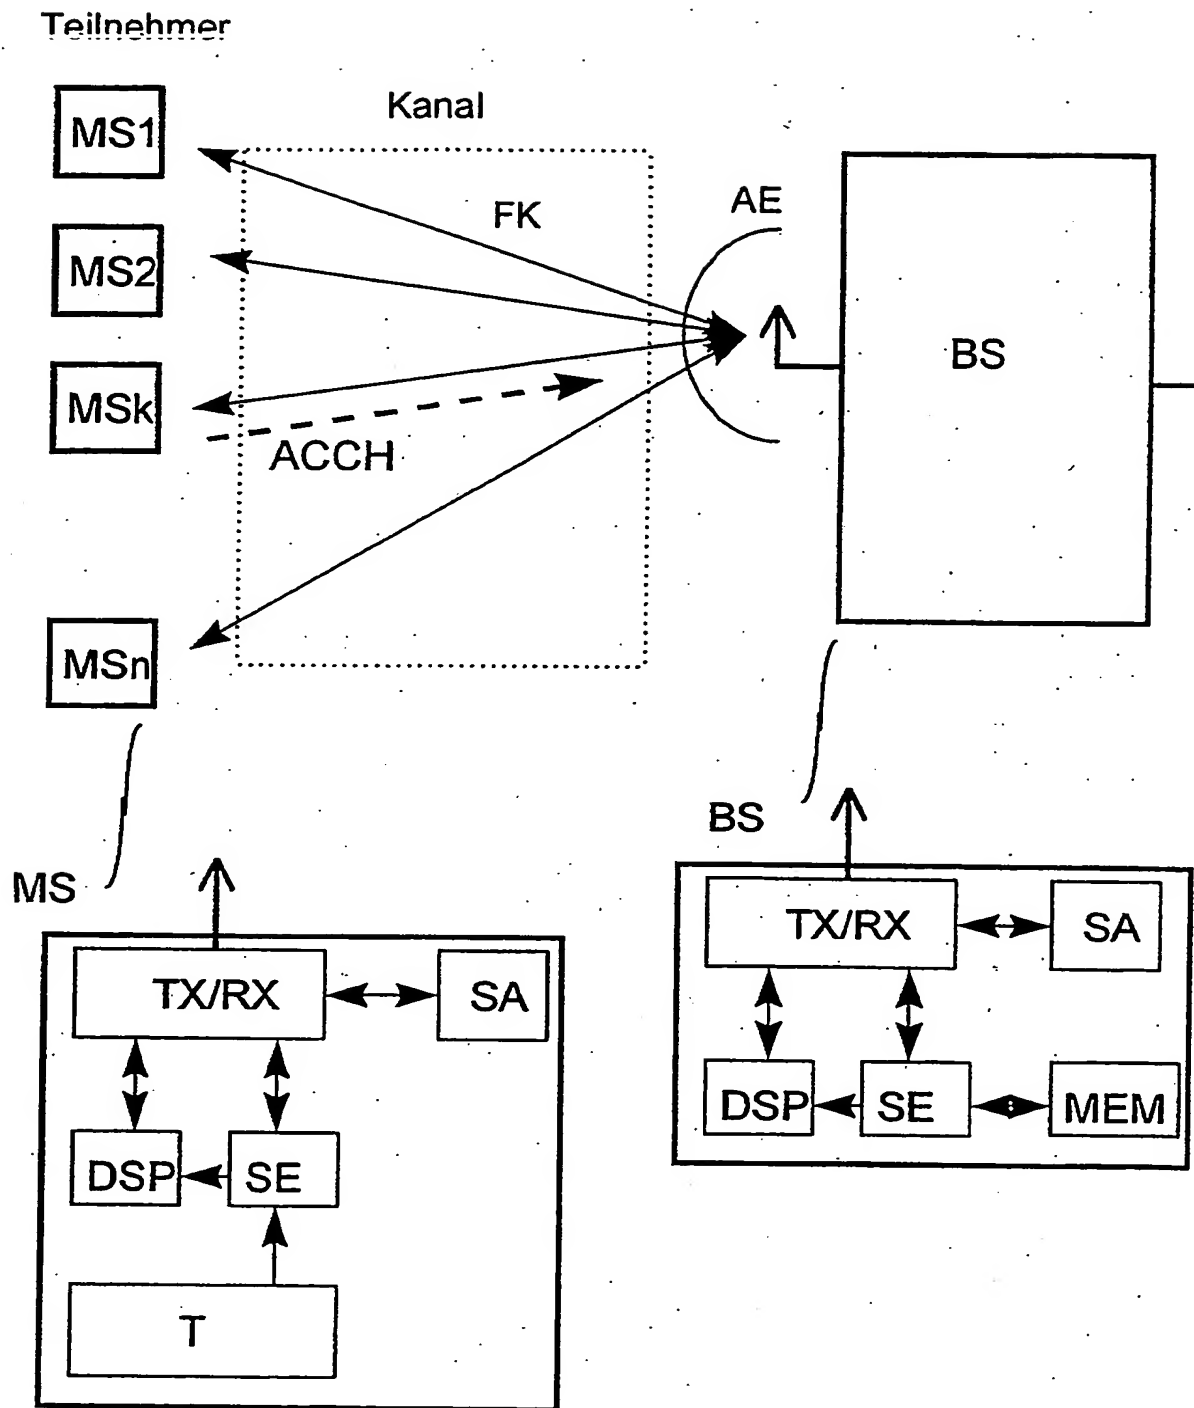 Teilnehmer
MS1
Kanal
FK
AE
MS2
BS
MSk
ACCH
MSn
BS
MS
TX/RX
SA
TX/RX
SA
DSP
SE
MEM
DSP
SE
T